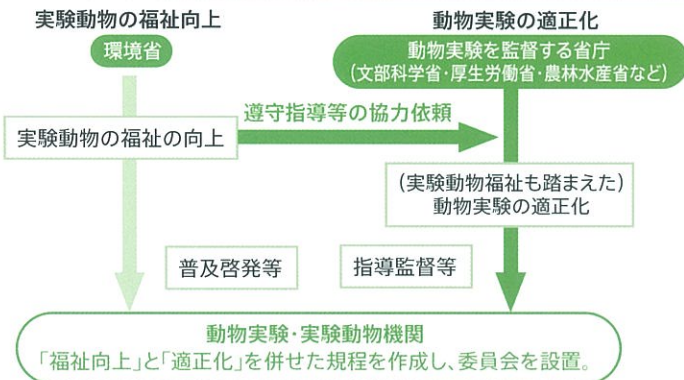 実験動物の福祉向上
環境省
動物実験の適正化
動物実験を監督する省庁
(文部科学省・厚生労働省・農林水産省など)
遵守指導等の協力依頼
実験動物の福祉の向上
(実験動物福祉も踏まえた)
動物実験の適正化
普及啓発等
指導監督等
動物実験・実験動物機関
「福祉向上」と「適正化」を併せた規程を作成し、委員会を設置。